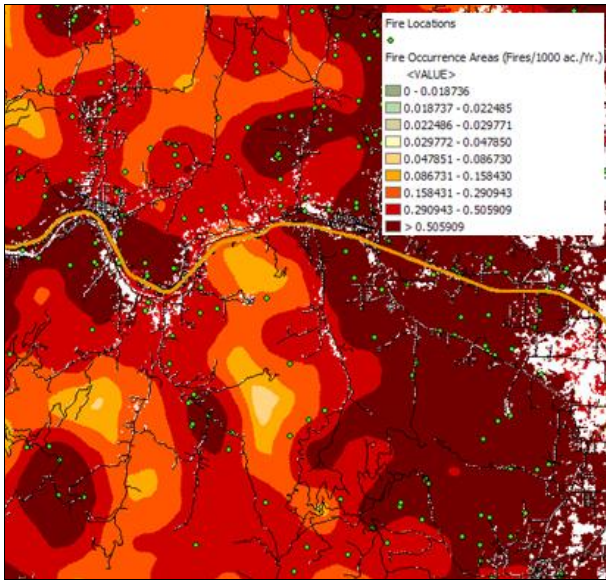 Fire Locations
Fire Occurrence Areas (Fires/1000 ac./Yr.)
<VALUE>
0 - 0.018736
0.018737 - 0.022485
0.022486 - 0.029771
0.029772 - 0.047850
0.047851 - 0.086730
0.086731 - 0.158430
0.158431 - 0.290943
0.290943 - 0.505909
> 0.505909